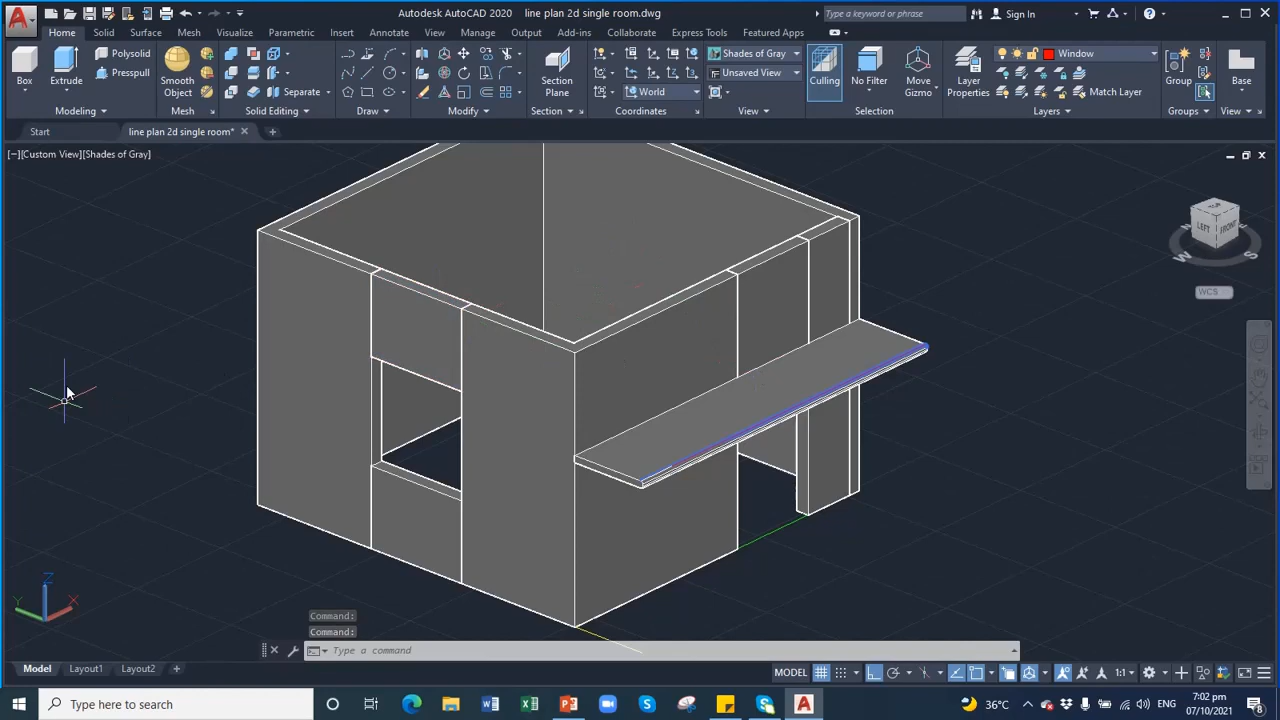 Autodesk AutoCAD 2020 line plan 2d single room.dwg
Type a keyword or phrase
Sign In
Home Solid Surface Mesh Visualize Parametric Insert Annotate View Manage Output Add-ins Collaborate Express Tools Featured Apps
Box
Extrude
Polysolid
Presspull
Smooth
Object
Separate
Section
Plane
World
Shades of Gray
Unsaved View
Culling
No Filter
Move
Gizmo
Layer
Properties
Window
Match Layer
Group
Base
Modeling Mesh Solid Editing Draw Modify Section Coordinates View Selection Layers Groups View
Start line plan 2d single room*
[−][Custom View][Shades of Gray]
TOP
LEFT FRONT
W S
WCS
Z
Y X
Command:
Command:
Type a command
Model Layout1 Layout2
MODEL 1:1
Type here to search
36°C
ENG
7:02 pm
07/10/2021
8